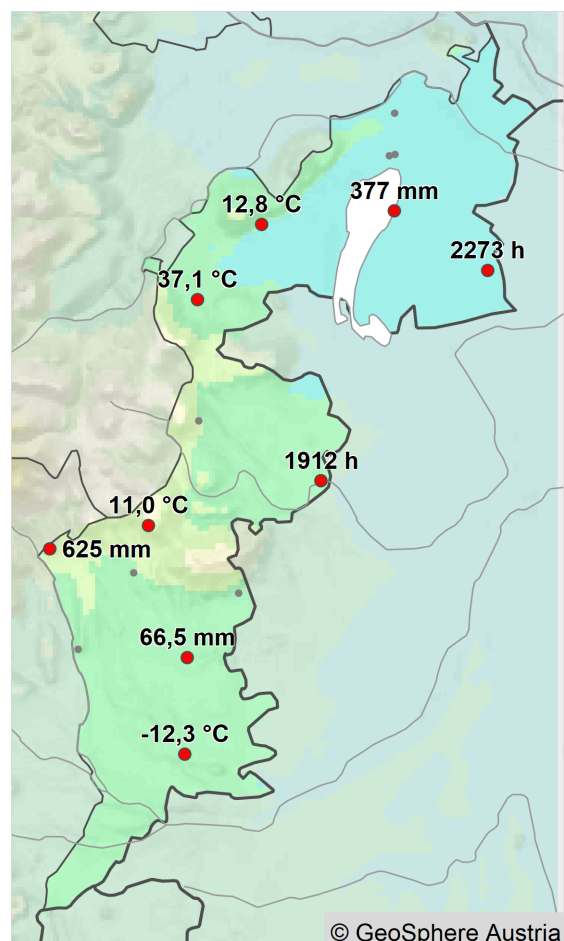 377 mm
12,8 °C
2273 h
37,1 °C
1912 h
11,0 °C
625 mm
66,5 mm
-12,3 °C
© GeoSphere Austria